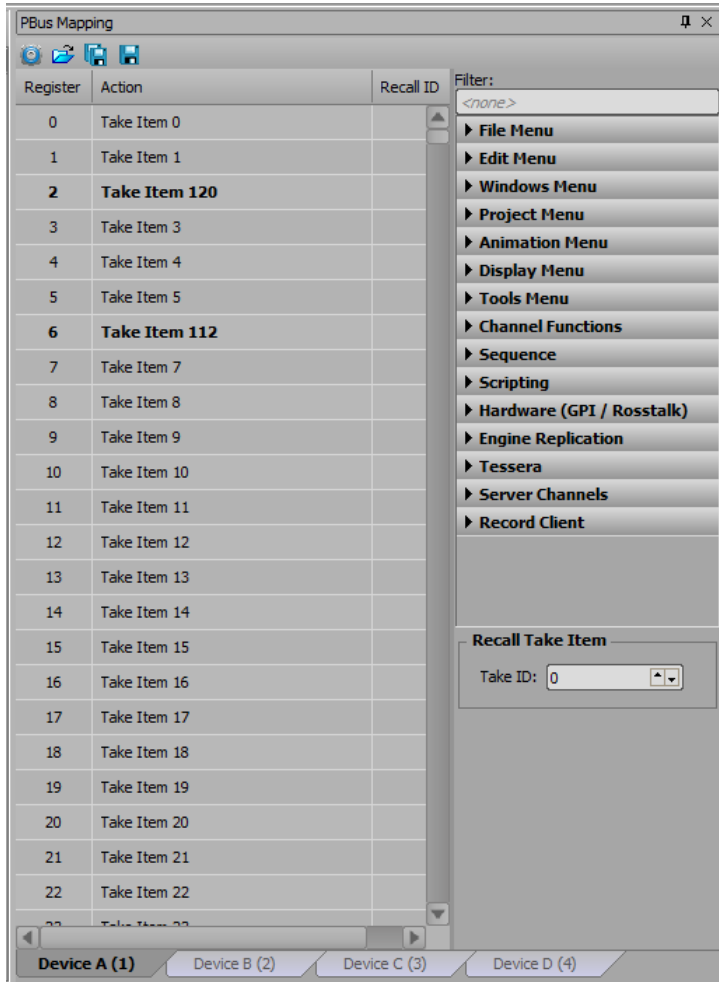 PBus Mapping
Register Action Recall ID
0 Take Item 0
1 Take Item 1
2 Take Item 120
3 Take Item 3
4 Take Item 4
5 Take Item 5
6 Take Item 112
7 Take Item 7
8 Take Item 8
9 Take Item 9
10 Take Item 10
11 Take Item 11
12 Take Item 12
13 Take Item 13
14 Take Item 14
15 Take Item 15
16 Take Item 16
17 Take Item 17
18 Take Item 18
19 Take Item 19
20 Take Item 20
21 Take Item 21
22 Take Item 22
23 Take Item 23
Filter:
<none>
File Menu
Edit Menu
Windows Menu
Project Menu
Animation Menu
Display Menu
Tools Menu
Channel Functions
Sequence
Scripting
Hardware (GPI / Rosstalk)
Engine Replication
Tessera
Server Channels
Record Client
Recall Take Item
Take ID: 0
Device A (1) Device B (2) Device C (3) Device D (4)